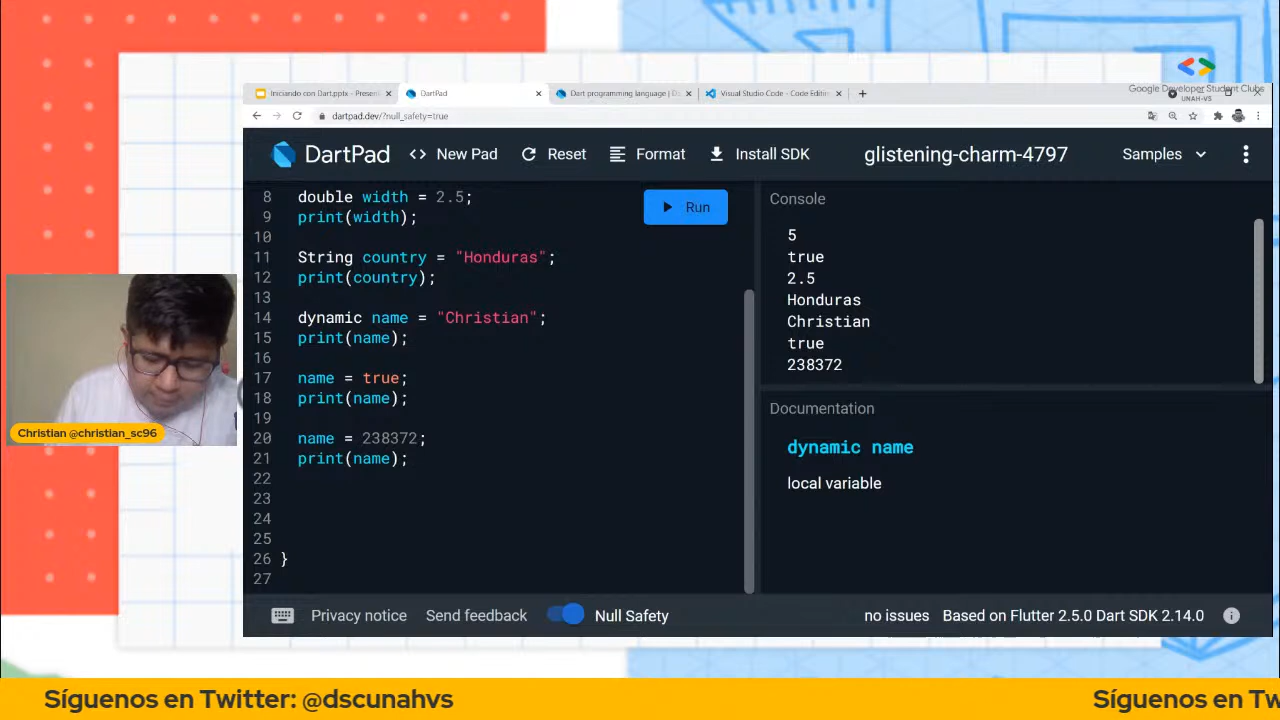 Google Developer Student Clubs
UNAH-VS
Iniciando con Dart.pptx - Present
DartPad
Dart programming language | D
Visual Studio Code - Code Editin
dartpad.dev/?null_safety=true
DartPad
<> New Pad
Reset
Format
Install SDK
glistening-charm-4797
Samples
8 double width = 2.5;
9 print(width);
10
11 String country = "Honduras";
12 print(country);
13
14 dynamic name = "Christian";
15 print(name);
16
17 name = true;
18 print(name);
19
20 name = 238372;
21 print(name);
22
23
24
25
26 }
27
Run
Console
5
true
2.5
Honduras
Christian
true
238372
Documentation
dynamic name
local variable
Christian @christian_sc96
Privacy notice
Send feedback
Null Safety
no issues
Based on Flutter 2.5.0 Dart SDK 2.14.0
Síguenos en Twitter: @dscunahvs
Síguenos en Tw